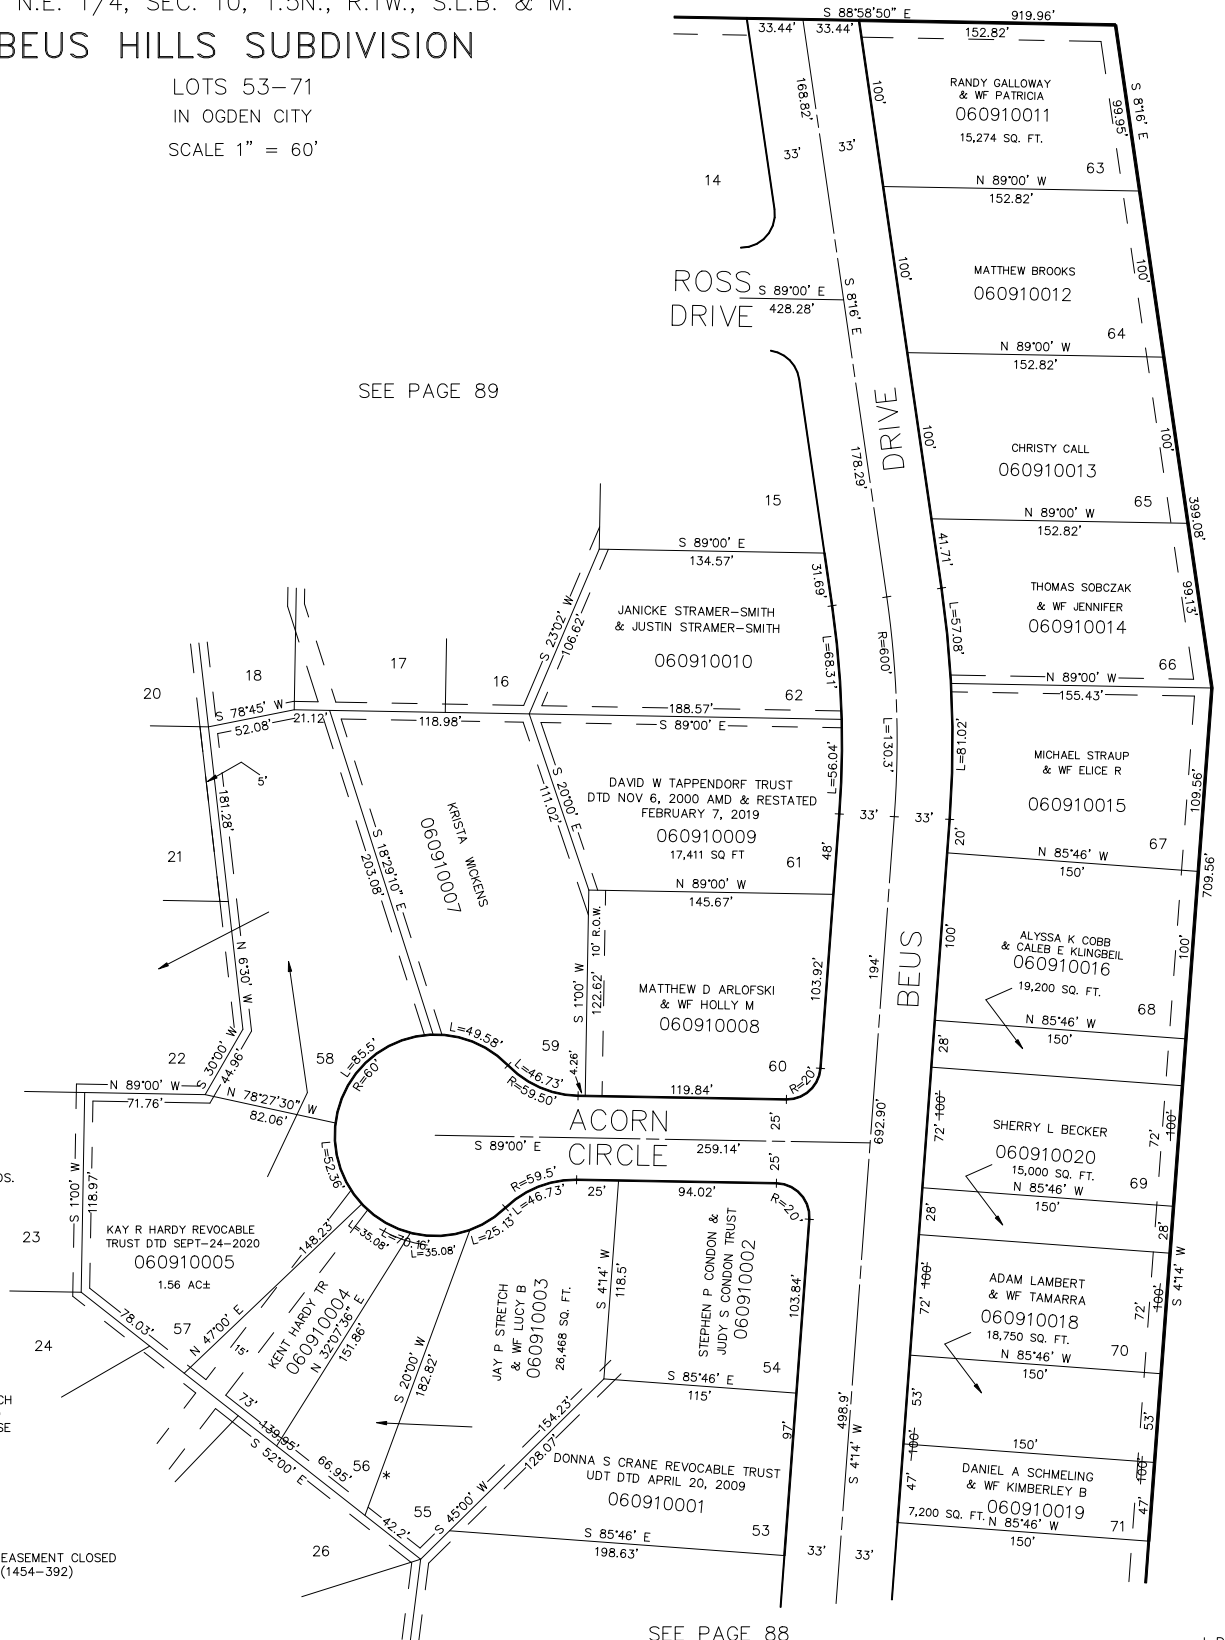 N.E. 1/4, SEC. 10, T.5N., R.1W., S.L.B. & M.
BEUS HILLS SUBDIVISION
LOTS 53-71
IN OGDEN CITY
SCALE 1" = 60'
S 88°58'50" E 919.96'
33.44' 33.44' 152.82'
168.82'
100'
RANDY GALLOWAY
& WF PATRICIA
060910011
15,274 SQ. FT.
S 8°16' E
99.95'
33' 33'
63
14
N 89°00' W
152.82'
MATTHEW BROOKS
060910012
100'
100'
ROSS
DRIVE
S 89°00' E
428.28'
S 8°16' E
64
N 89°00' W
152.82'
SEE PAGE 89
DRIVE
178.29'
100'
100'
CHRISTY CALL
060910013
15
65
399.08'
N 89°00' W
152.82'
S 89°00' E
134.57'
31.69'
41.71'
S 23°02' W
106.62'
JANICKE STRAMER-SMITH
& JUSTIN STRAMER-SMITH
060910010
L=68.31'
R=600'
L=57.08'
THOMAS SOBCZAK
& WF JENNIFER
060910014
99.13'
66
62
N 89°00' W
155.43'
20
18
17
16
S 78°45' W
52.08'
21.12'
118.98'
188.57'
S 89°00' E
5'
181.28'
S 20°00' E
111.02'
DAVID W TAPPENDORF TRUST
DTD NOV 6, 2000 AMD & RESTATED
FEBRUARY 7, 2019
060910009
17,411 SQ FT
61
L=56.04'
48'
L=130.3'
L=81.02'
33' 33'
20'
MICHAEL STRAUP
& WF ELICE R
060910015
109.56'
67
709.56'
N 85°46' W
150'
21
S 18°29'10" E
203.08'
KRISTA WICKENS
060910007
N 89°00' W
145.67'
N 6°30' W
S 1°00' W
122.62'
10' R.O.W.
MATTHEW D ARLOFSKI
& WF HOLLY M
060910008
103.92'
194'
BEUS
100'
ALYSSA K COBB
& CALEB E KLINGBEIL
060910016
19,200 SQ. FT.
100'
68
N 85°46' W
150'
28'
22
58
59
60
L=85.5'
R=60'
L=49.58'
L=46.73'
R=59.50'
4.26'
119.84'
R=20'
S 30°00' W
44.96'
N 89°00' W
71.76'
N 78°27'30" W
82.06'
ACORN
CIRCLE
S 89°00' E
259.14'
25'
25'
692.90'
72'
100'
SHERRY L BECKER
060910020
15,000 SQ. FT.
72'
100'
69
N 85°46' W
150'
28'
28'
L=52.36'
R=59.5'
L=46.73'
25'
94.02'
R=20'
L=25.13'
L=70.16'
L=35.08'
L=35.08'
DS.
S 1°00' W
118.97'
23
KAY R HARDY REVOCABLE
TRUST DTD SEPT-24-2020
060910005
1.56 AC±
148.23'
N 47°00' E
78.03'
57
24
15'
KENT HARDY TR
060910004
N 32°07'36" E
151.86'
73'
139.95'
S 52°00' E
66.95'
S 20°00' W
182.82'
JAY P STRETCH
& WF LUCY B
060910003
26,468 SQ. FT.
S 4°14' W
118.5'
STEPHEN P CONDON &
JUDY S CONDON TRUST
060910002
103.84'
54
S 85°46' E
115'
100'
72'
ADAM LAMBERT
& WF TAMARRA
060910018
18,750 SQ. FT.
100'
72'
S 4°14' W
70
N 85°46' W
150'
53'
53'
CH
SE
56 *
55
42.2'
26
S 45°00' W
154.23'
128.07'
DONNA S CRANE REVOCABLE TRUST
UDT DTD APRIL 20, 2009
060910001
53
97'
498.9'
S 4°14' W
S 85°46' E
198.63'
33' 33'
150'
100'
47'
DANIEL A SCHMELING
& WF KIMBERLEY B
060910019
7,200 SQ. FT.
100'
47'
71
N 85°46' W
150'
EASEMENT CLOSED
(1454-392)
SEE PAGE 88